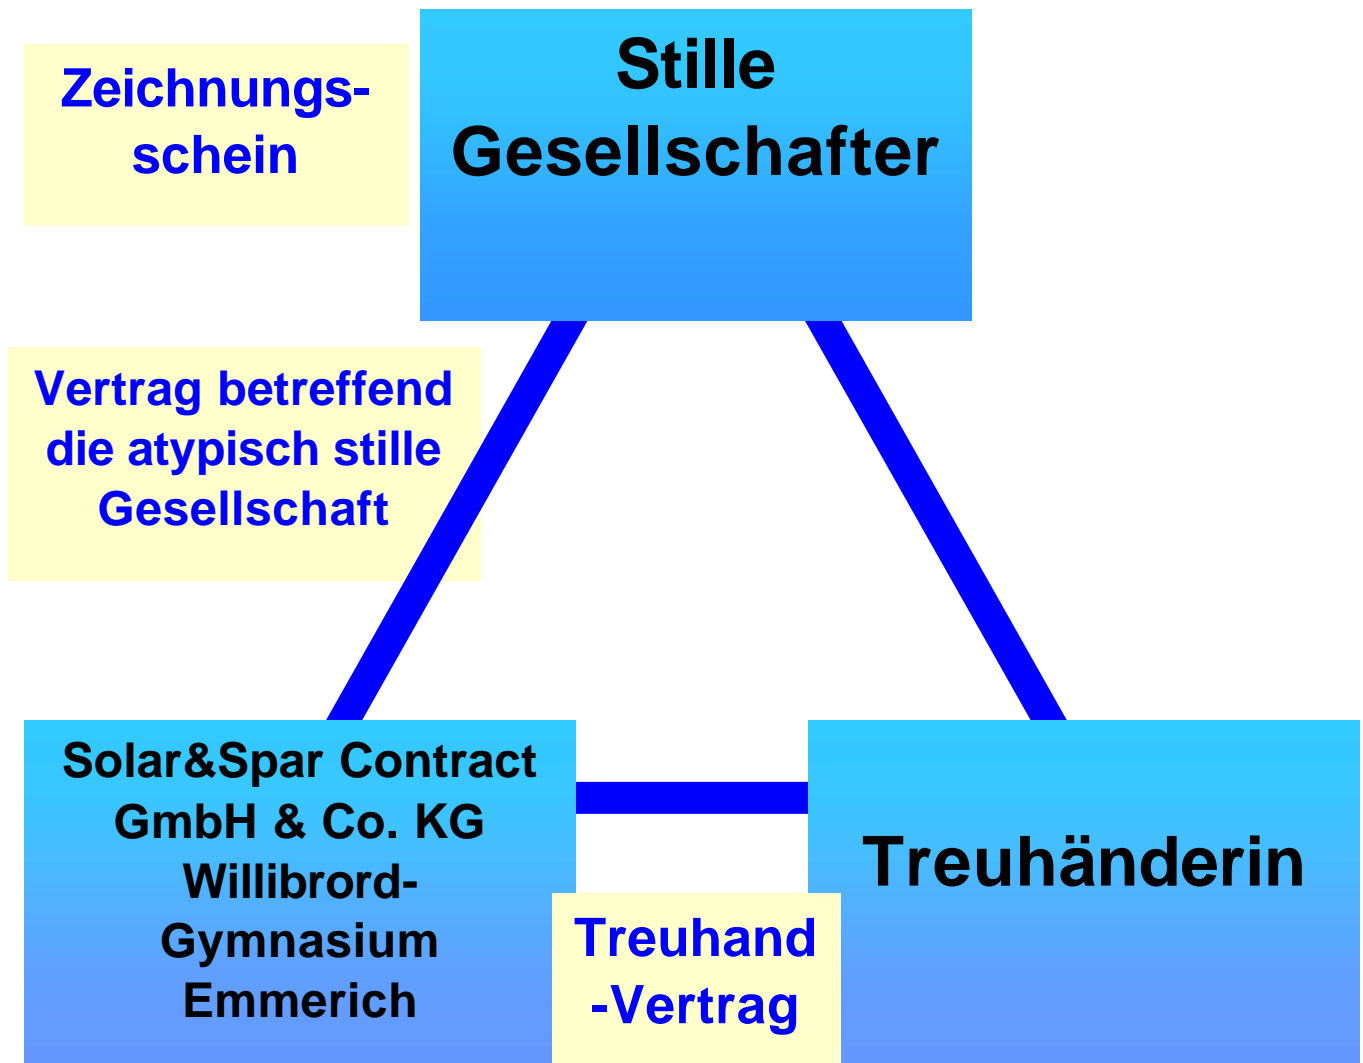 Zeichnungs-
schein
Stille
Gesellschafter
Vertrag betreffend
die atypisch stille
Gesellschaft
Solar&Spar Contract
GmbH & Co. KG
Willibrord-
Gymnasium
Emmerich
Treuhand
-Vertrag
Treuhänderin